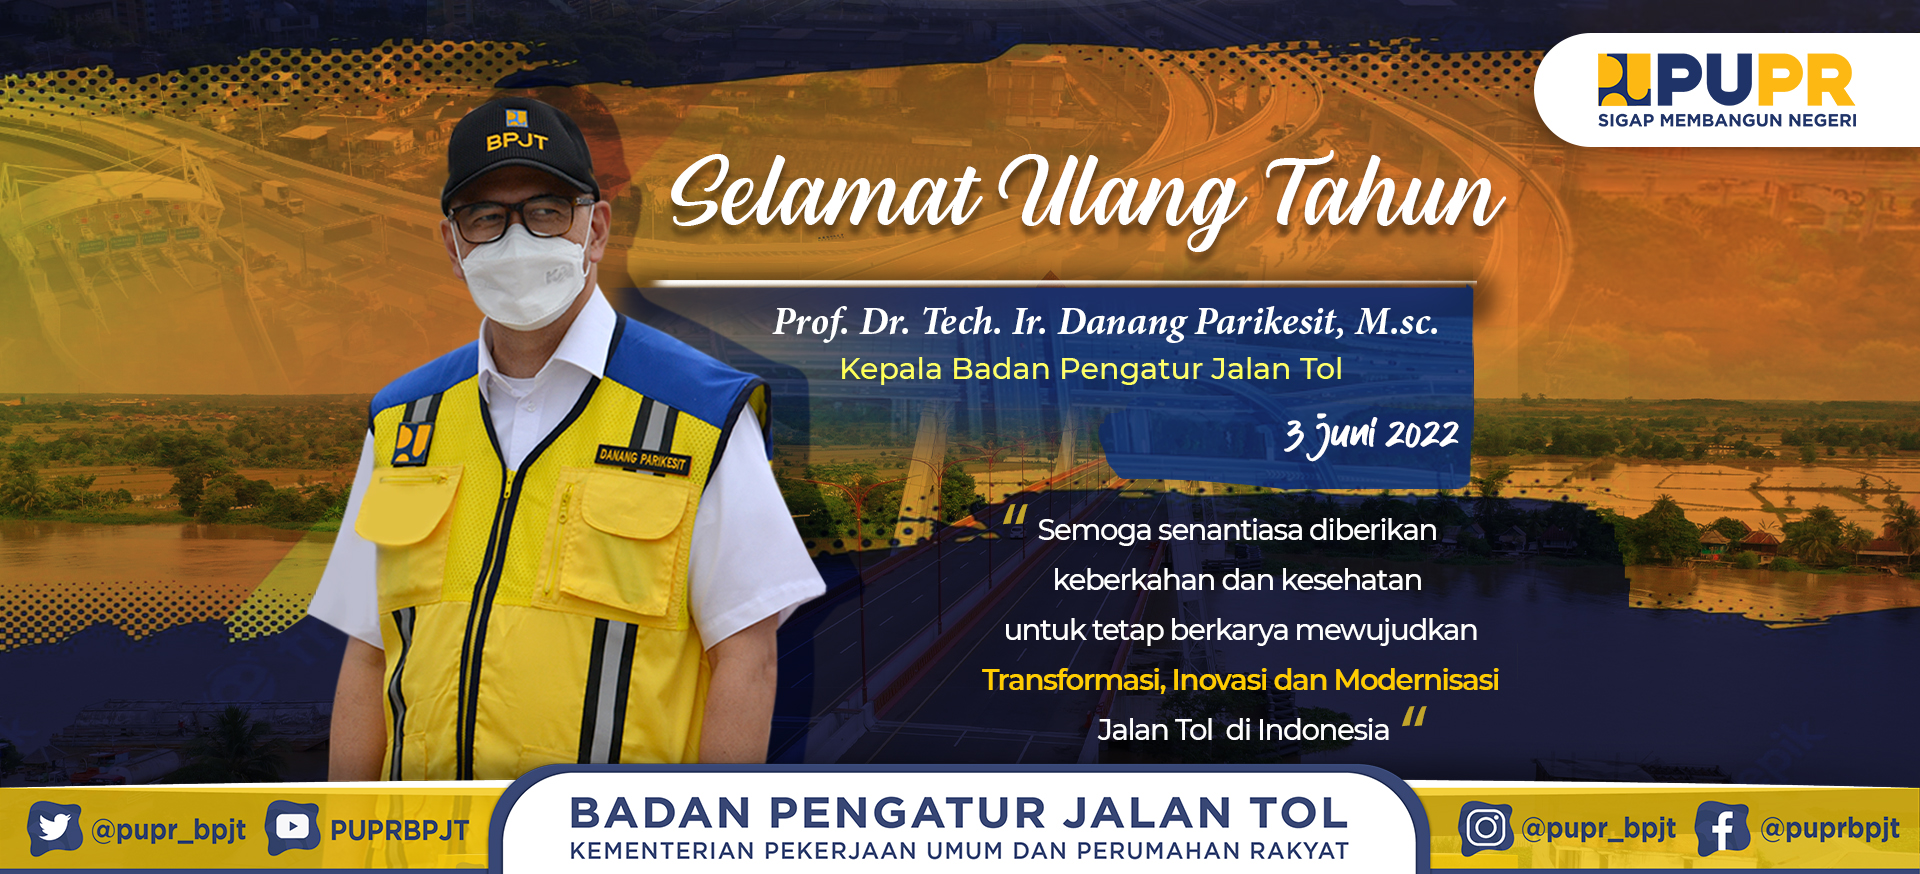 PUPR
SIGAP MEMBANGUN NEGERI
BPJT
Selamat Ulang Tahun
Prof. Dr. Tech. Ir. Danang Parikesit, M.sc.
Kepala Badan Pengatur Jalan Tol
3 juni 2022
PU
DANANG PARIKESIT
“ Semoga senantiasa diberikan
keberkahan dan kesehatan
untuk tetap berkarya mewujudkan
Transformasi, Inovasi dan Modernisasi
Jalan Tol di Indonesia “
@pupr_bpjt
PUPRBPJT
BADAN PENGATUR JALAN TOL
KEMENTERIAN PEKERJAAN UMUM DAN PERUMAHAN RAKYAT
@pupr_bpjt
@puprbpjt